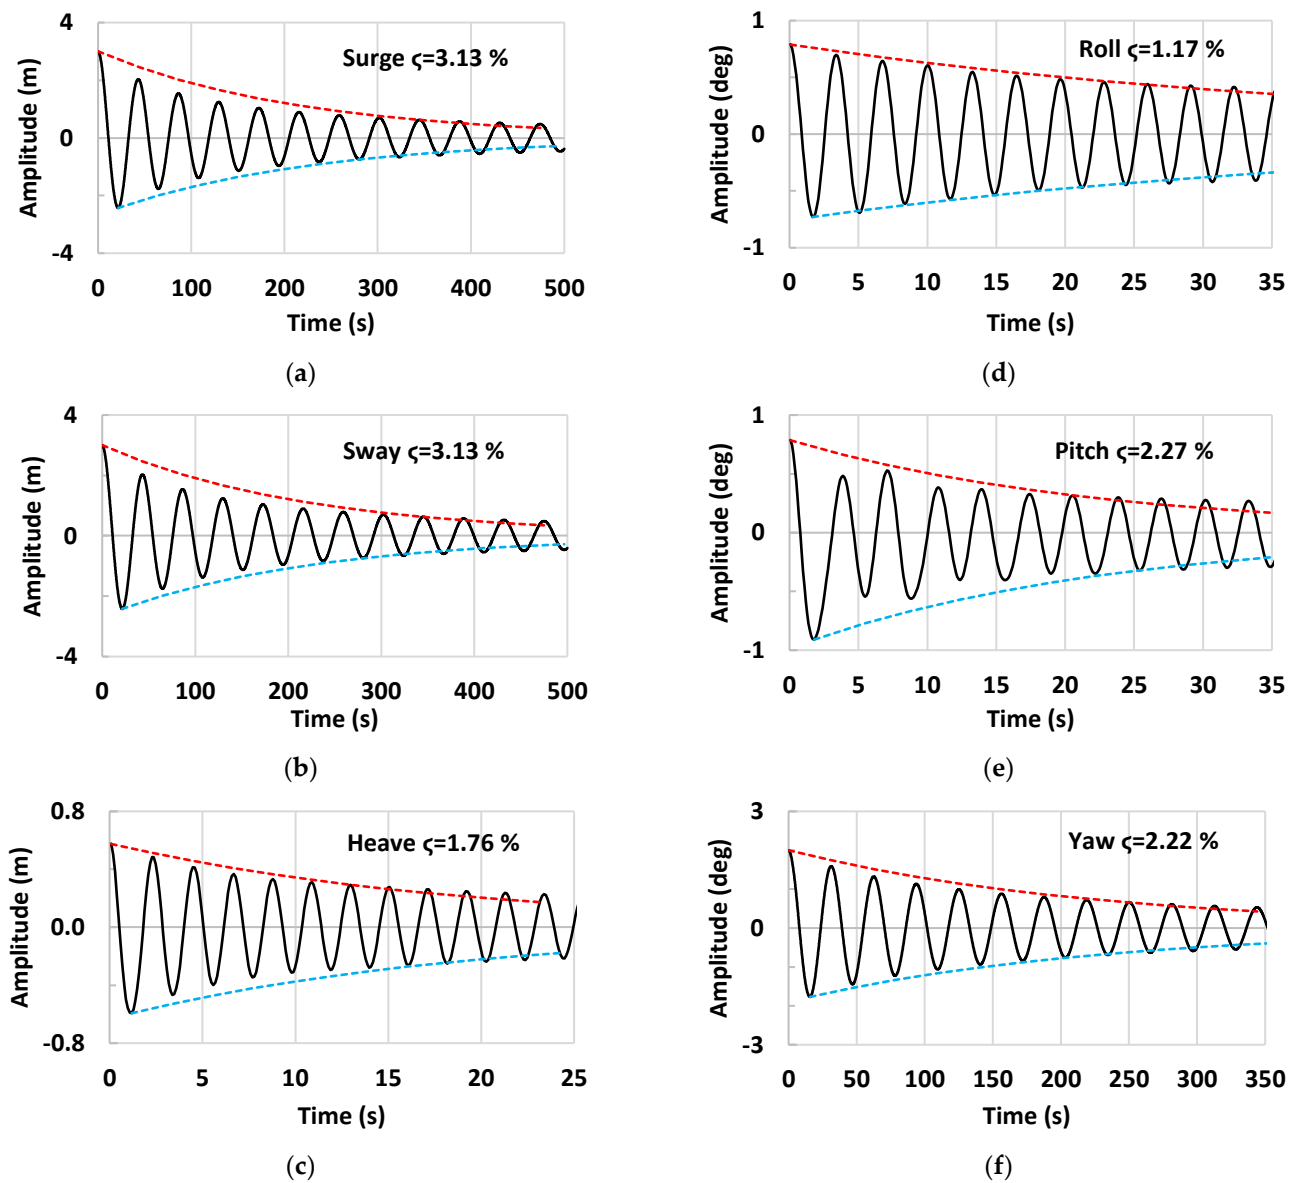 4
0
-4
Amplitude (m)
Surge ς=3.13 %
0 100 200 300 400 500
Time (s)
(a)
1
0
-1
Amplitude (deg)
Roll ς=1.17 %
0 5 10 15 20 25 30 35
Time (s)
(d)
4
0
-4
Amplitude (m)
Sway ς=3.13 %
0 100 200 300 400 500
Time (s)
(b)
1
0
-1
Amplitude (deg)
Pitch ς=2.27 %
0 5 10 15 20 25 30 35
Time (s)
(e)
0.8
0.0
-0.8
Amplitude (m)
Heave ς=1.76 %
0 5 10 15 20 25
Time (s)
(c)
3
0
-3
Amplitude (deg)
Yaw ς=2.22 %
0 50 100 150 200 250 300 350
Time (s)
(f)